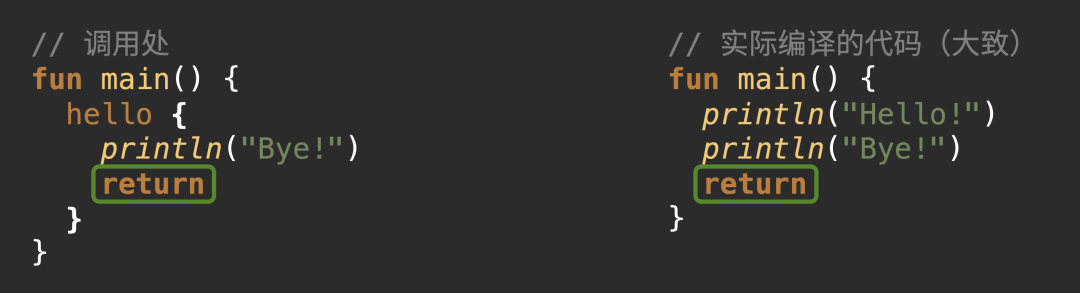 // 调用处
fun main() {
  hello {
    println("Bye!")
    return
  }
}
// 实际编译的代码（大致）
fun main() {
  println("Hello!")
  println("Bye!")
  return
}